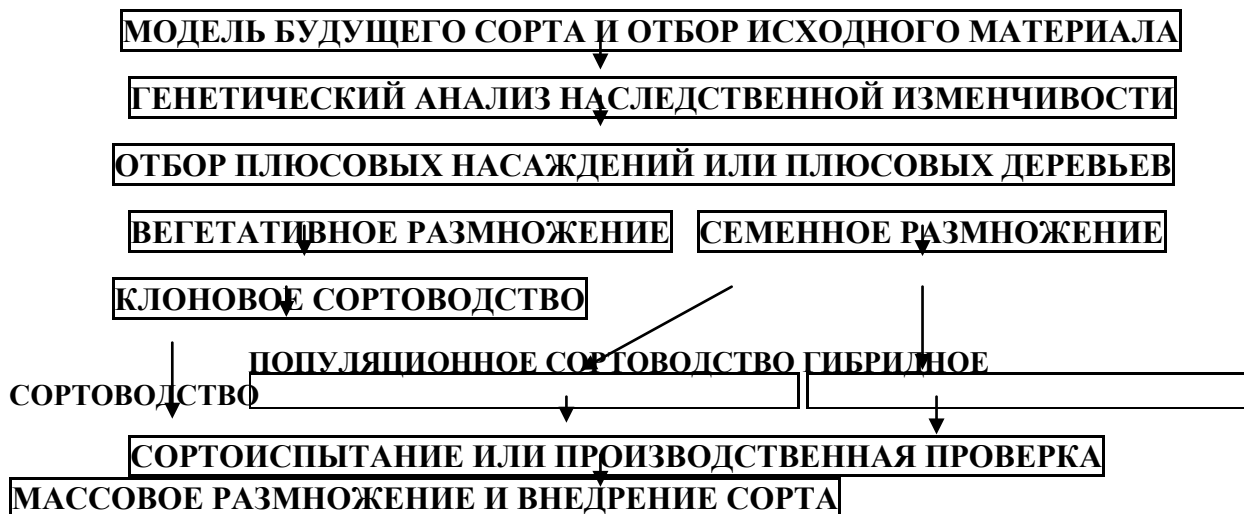 МОДЕЛЬ БУДУЩЕГО СОРТА И ОТБОР ИСХОДНОГО МАТЕРИАЛА
ГЕНЕТИЧЕСКИЙ АНАЛИЗ НАСЛЕДСТВЕННОЙ ИЗМЕНЧИВОСТИ
ОТБОР ПЛЮСОВЫХ НАСАЖДЕНИЙ ИЛИ ПЛЮСОВЫХ ДЕРЕВЬЕВ
ВЕГЕТАТИВНОЕ РАЗМНОЖЕНИЕ СЕМЕННОЕ РАЗМНОЖЕНИЕ
КЛОНОВОЕ СОРТОВОДСТВО
ПОПУЛЯЦИОННОЕ СОРТОВОДСТВО ГИБРИДНОЕ
СОРТОВОДСТВО
СОРТОИСПЫТАНИЕ ИЛИ ПРОИЗВОДСТВЕННАЯ ПРОВЕРКА
МАССОВОЕ РАЗМНОЖЕНИЕ И ВНЕДРЕНИЕ СОРТА